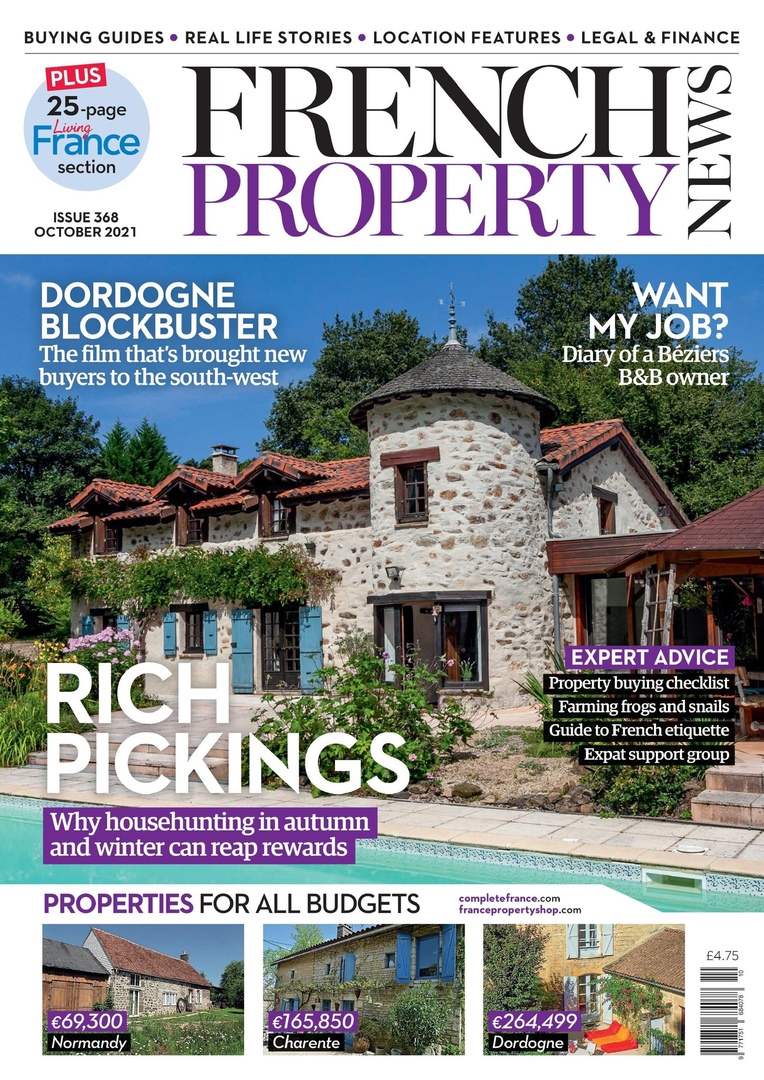 BUYING GUIDES • REAL LIFE STORIES • LOCATION FEATURES • LEGAL & FINANCE
PLUS
25-page
Living
France
section
ISSUE 368
OCTOBER 2021
FRENCH
PROPERTY
NEWS
DORDOGNE
BLOCKBUSTER
The film that's brought new
buyers to the south-west
WANT
MY JOB?
Diary of a Béziers
B&B owner
EXPERT ADVICE
Property buying checklist
Farming frogs and snails
Guide to French etiquette
Expat support group
RICH
PICKINGS
Why househunting in autumn
and winter can reap rewards
PROPERTIES FOR ALL BUDGETS
completefrance.com
francepropertyshop.com
€69,300
Normandy
€165,850
Charente
€264,499
Dordogne
£4.75
10
9 771351 668078